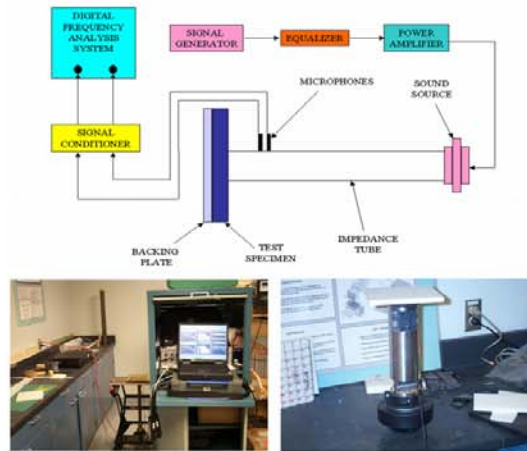 DIGITAL
FREQUENCY
ANALYSIS
SYSTEM
SIGNAL
GENERATOR
EQUALIZER
POWER
AMPLIFIER
MICROPHONES
SOUND
SOURCE
SIGNAL
CONDITIONER
BACKING
PLATE
TEST
SPECIMEN
IMPEDANCE
TUBE